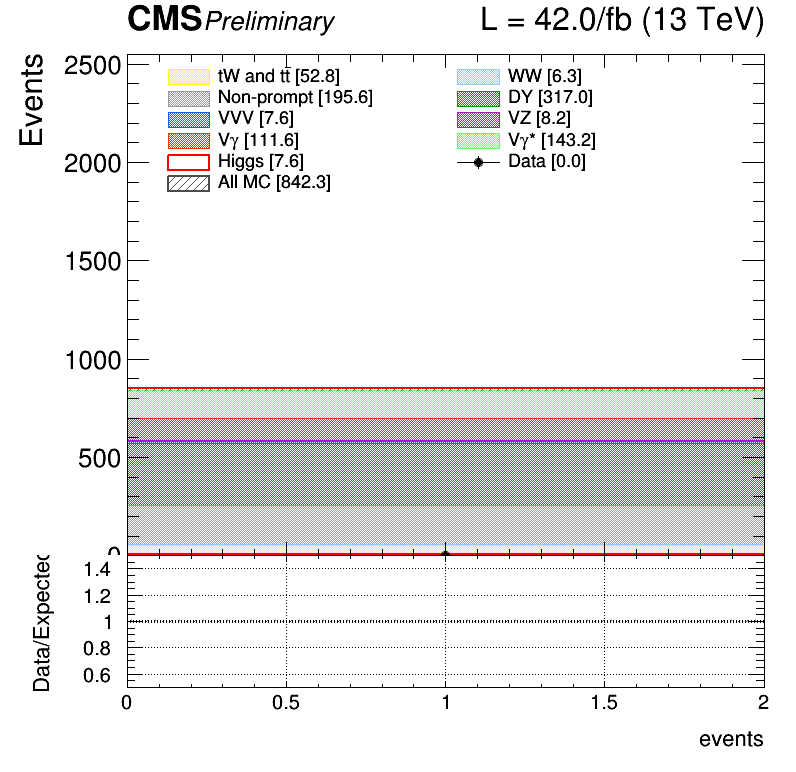 CMS Preliminary L = 42.0/fb (13 TeV)
Events
2500
2000
1500
1000
500
0
tW and tt̄ [52.8]
Non-prompt [195.6]
VVV [7.6]
Vγ [111.6]
Higgs [7.6]
All MC [842.3]
WW [6.3]
DY [317.0]
VZ [8.2]
Vγ* [143.2]
Data [0.0]
Data/Expected
1.4
1.2
1
0.8
0.6
0 0.5 1 1.5 2
events